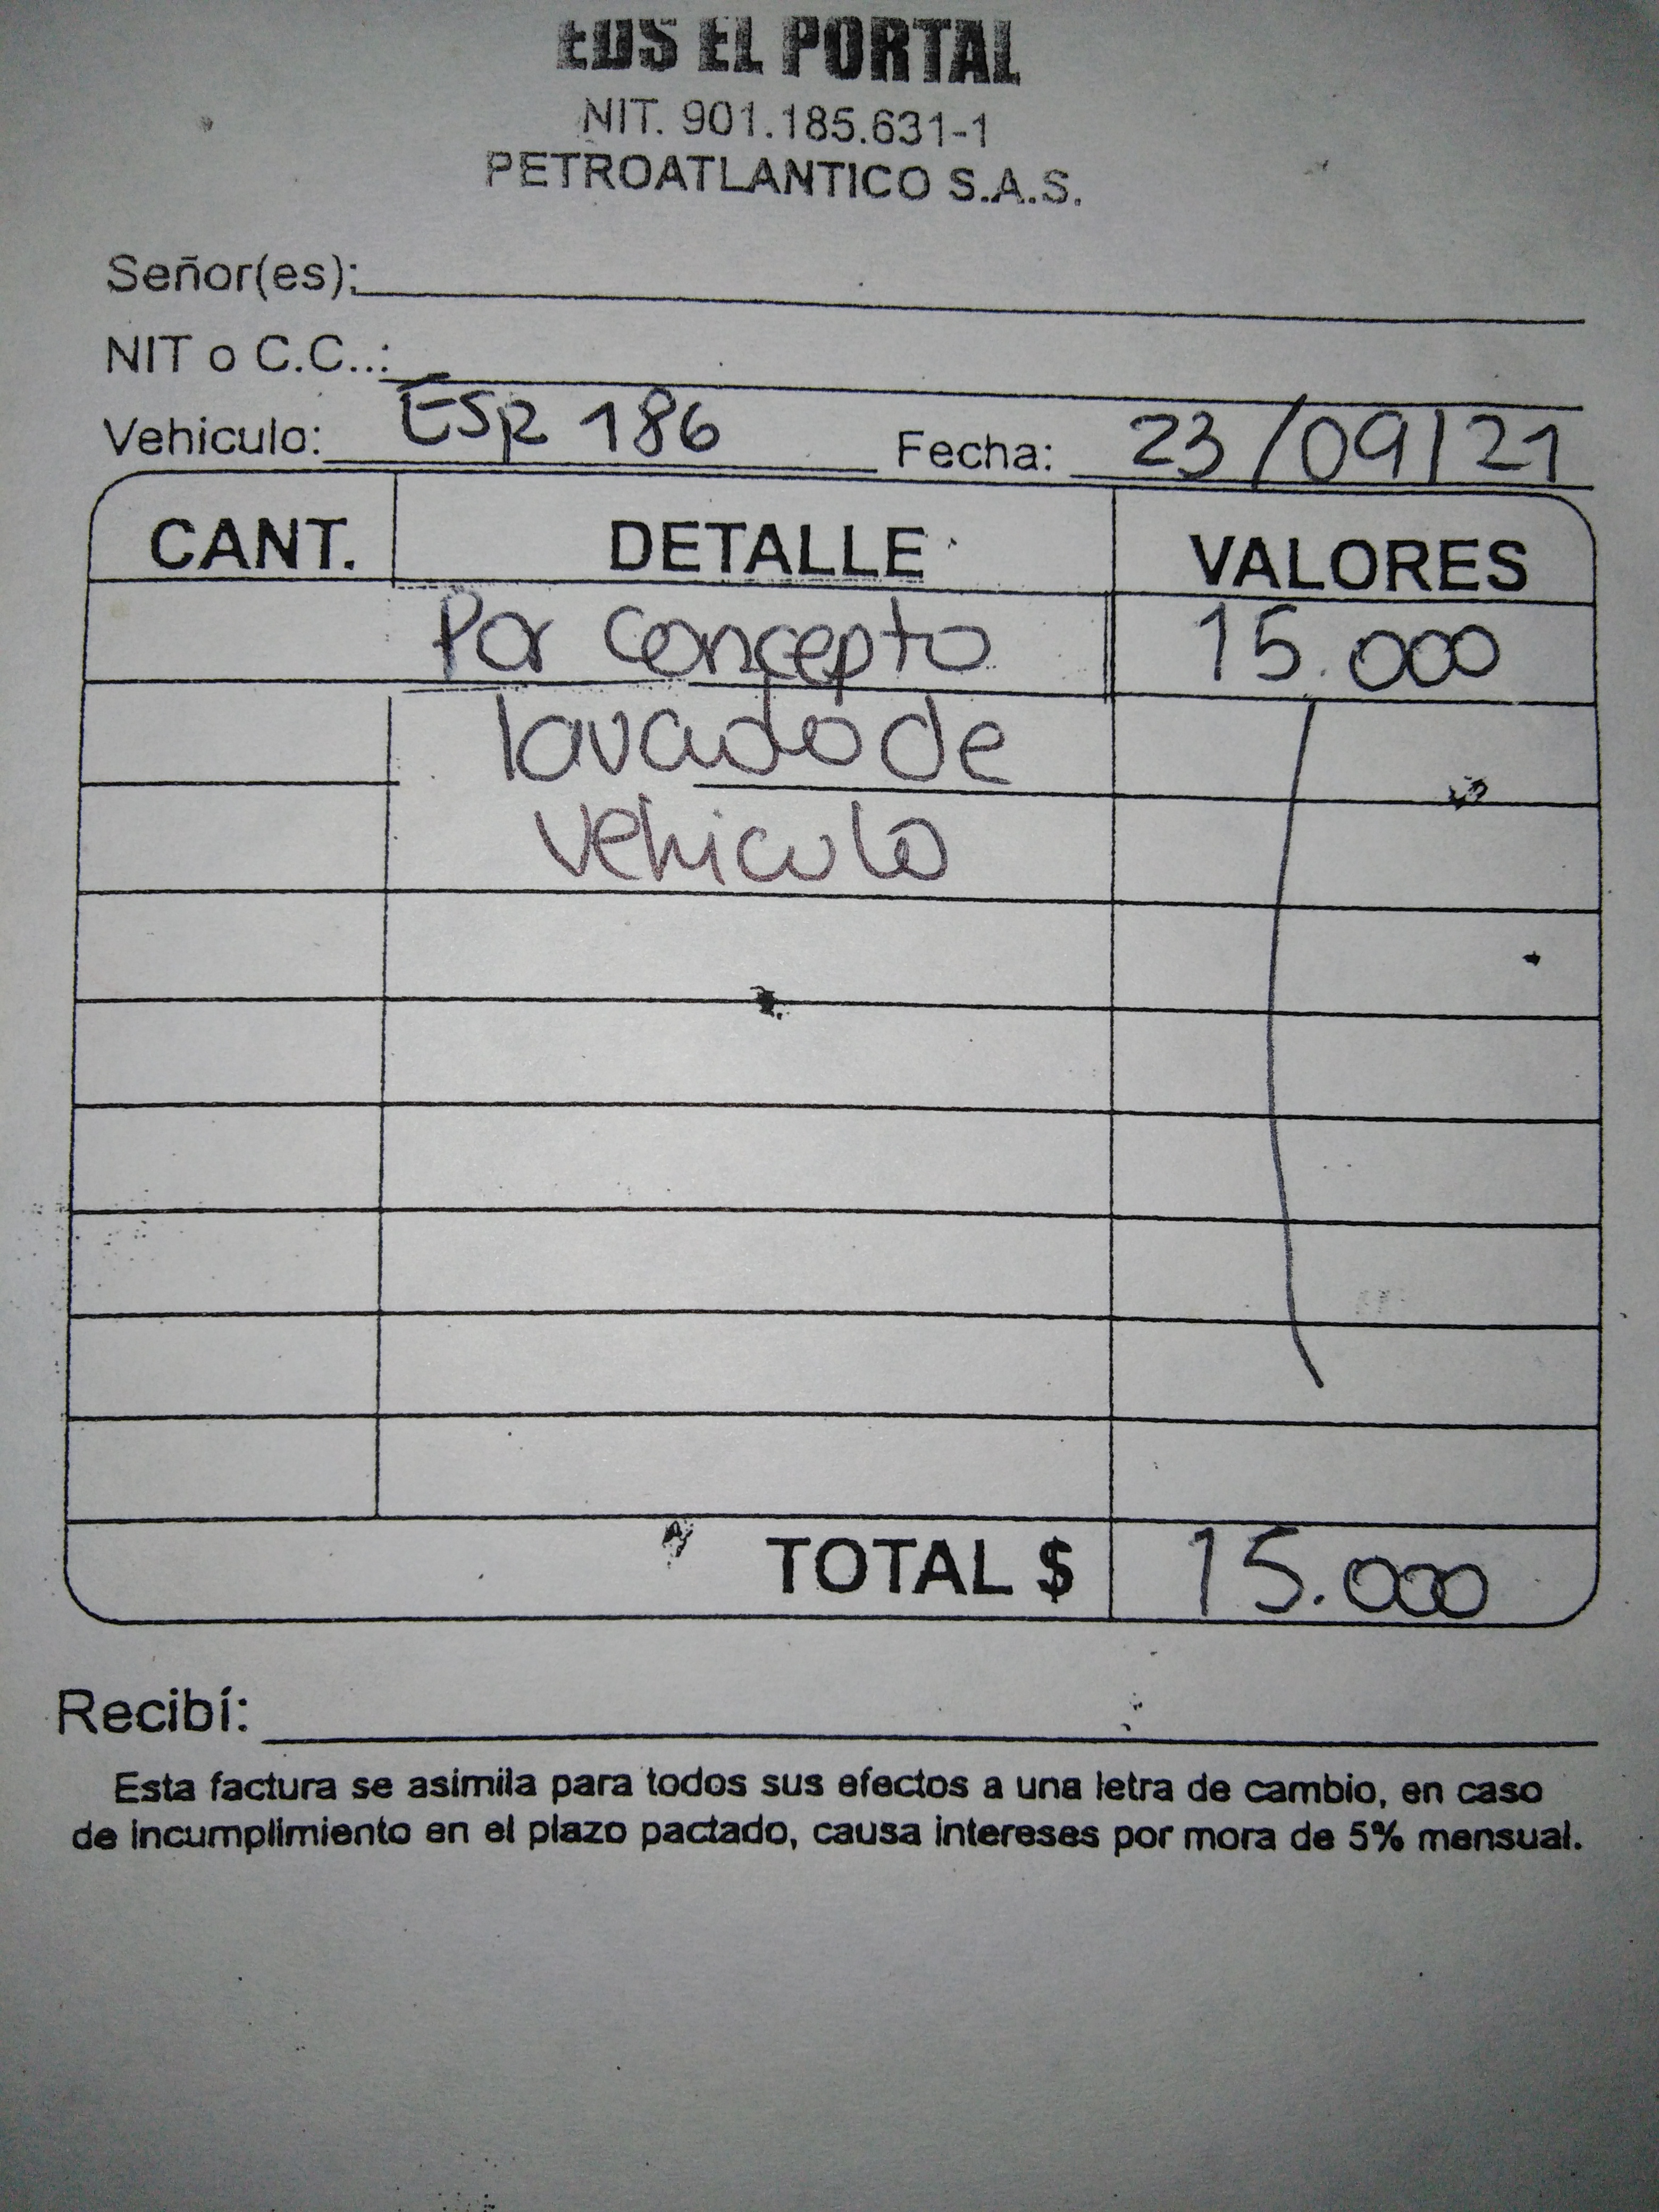 EDS EL PORTAL
NIT. 901.185.631-1
PETROATLANTICO S.A.S.
Señor(es):
NIT o C.C..:
Vehiculo: ESR 186 Fecha: 23/09/21
CANT. DETALLE VALORES
Por concepto 15.000
lavado de
vehiculo
TOTAL $ 15.000
Recibí:
Esta factura se asimila para todos sus efectos a una letra de cambio, en caso
de incumplimiento en el plazo pactado, causa intereses por mora de 5% mensual.